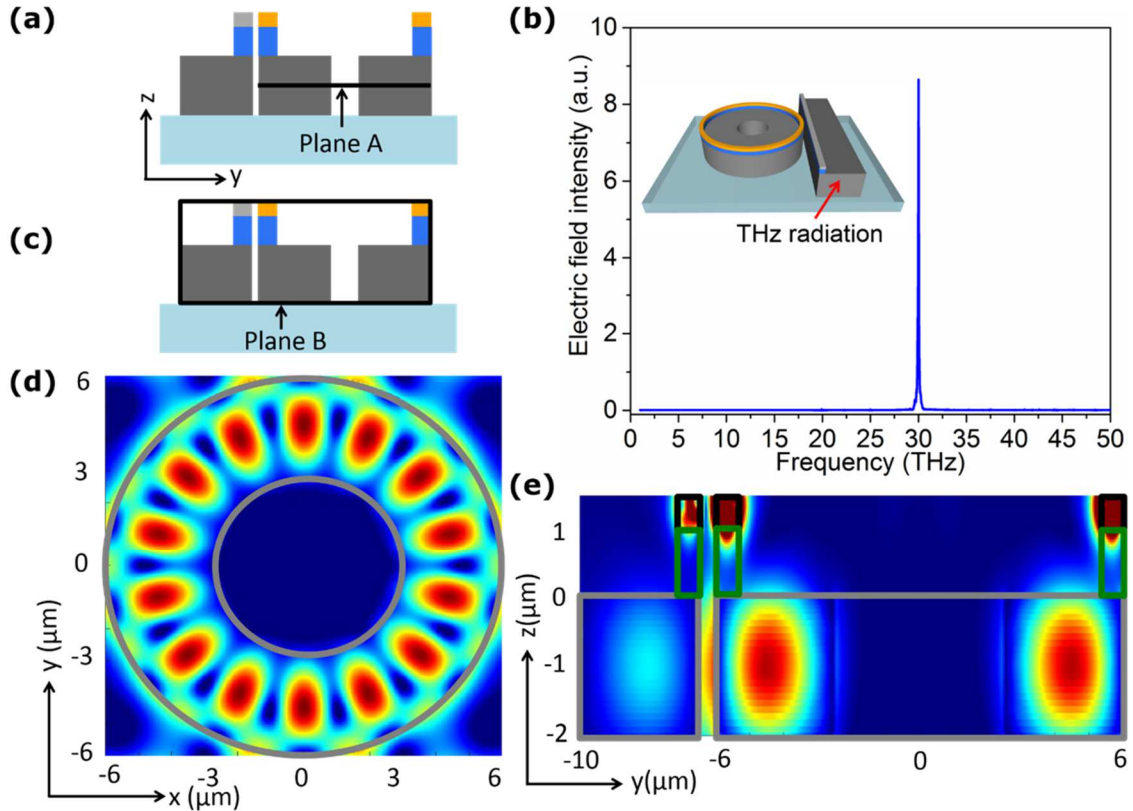 (a)
z
y
Plane A
(b)
Electric field intensity (a.u.)
10
8
6
4
2
0
THz radiation
1 5 10 15 20 25 30 35 40 45 50
Frequency (THz)
(c)
Plane B
(d)
6
3
0
-3
-6
y (μm)
-6 -3 0 3 6
x (μm)
(e)
1
0
-1
-2
z(μm)
-10 -6 0 6
y(μm)